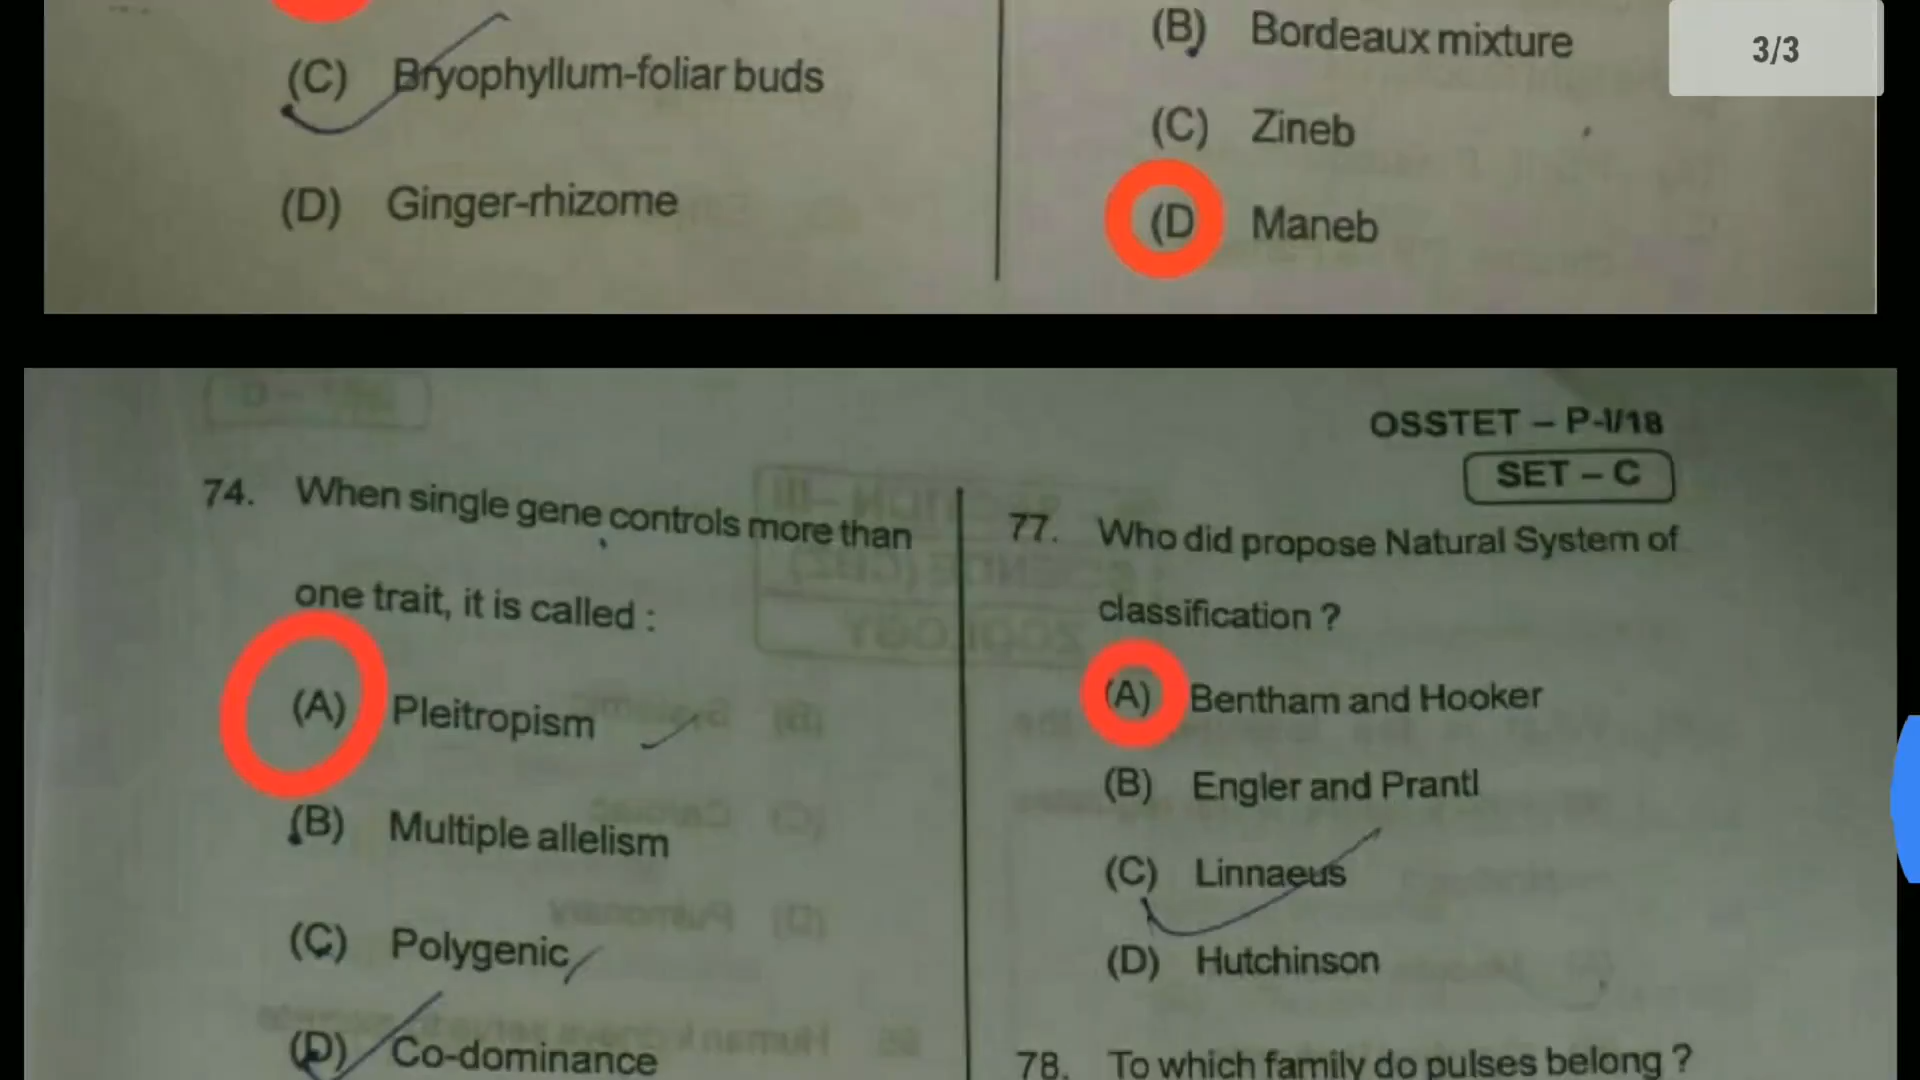 (C) Bryophyllum-foliar buds
(D) Ginger-rhizome
(B) Bordeaux mixture
(C) Zineb
(D Maneb
3/3
OSSTET – P-I/18
SET – C
74. When single gene controls more than
one trait, it is called :
(A) Pleitropism
(B) Multiple allelism
(C) Polygenic
(D) Co-dominance
77. Who did propose Natural System of
classification ?
(A) Bentham and Hooker
(B) Engler and Prantl
(C) Linnaeus
(D) Hutchinson
78. To which family do pulses belong ?